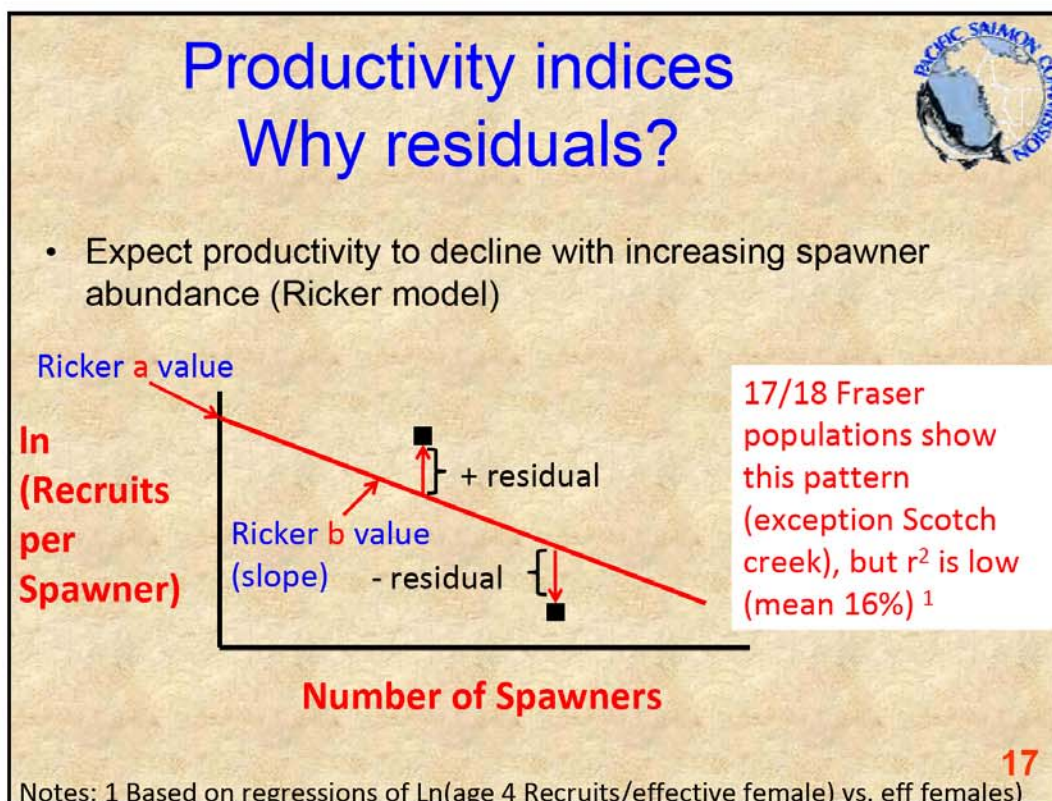 Productivity indices
Why residuals?
PACIFIC SALMON COMMISSION
• Expect productivity to decline with increasing spawner
abundance (Ricker model)
Ricker a value
ln
(Recruits
per
Spawner)
+ residual
Ricker b value
(slope)
- residual
Number of Spawners
17/18 Fraser
populations show
this pattern
(exception Scotch
creek), but r² is low
(mean 16%) ¹
17
Notes: 1 Based on regressions of Ln(age 4 Recruits/effective female) vs. eff females)